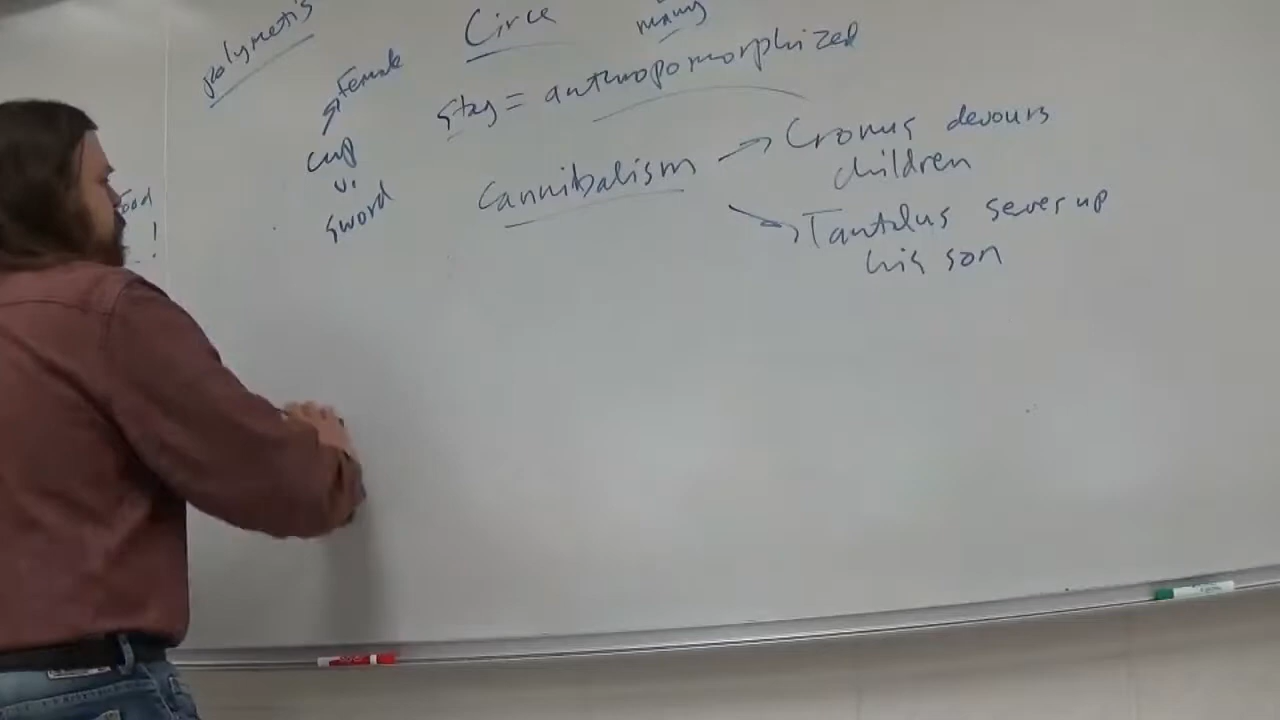 polymetis
Circe
many
Female
stag = anthropomorphized
cup
v.
sword
Cannibalism
Cronus devours
children
Tantalus serves up
his son
!